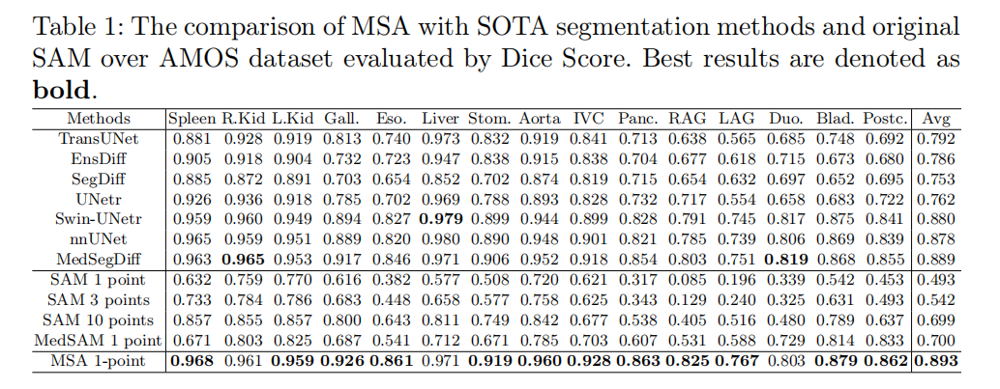 Table 1: The comparison of MSA with SOTA segmentation methods and original
SAM over AMOS dataset evaluated by Dice Score. Best results are denoted as
bold.
Methods Spleen R.Kid L.Kid Gall. Eso. Liver Stom. Aorta IVC Panc. RAG LAG Duo. Blad. Postc. Avg
TransUNet 0.881 0.928 0.919 0.813 0.740 0.973 0.832 0.919 0.841 0.713 0.638 0.565 0.685 0.748 0.692 0.792
EnsDiff 0.905 0.918 0.904 0.732 0.723 0.947 0.838 0.915 0.838 0.704 0.677 0.618 0.715 0.673 0.680 0.786
SegDiff 0.885 0.872 0.891 0.703 0.654 0.852 0.702 0.874 0.819 0.715 0.654 0.632 0.697 0.652 0.695 0.753
UNetr 0.926 0.936 0.918 0.785 0.702 0.969 0.788 0.893 0.828 0.732 0.717 0.554 0.658 0.683 0.722 0.762
Swin-UNetr 0.959 0.960 0.949 0.894 0.827 0.979 0.899 0.944 0.899 0.828 0.791 0.745 0.817 0.875 0.841 0.880
nnUNet 0.965 0.959 0.951 0.889 0.820 0.980 0.890 0.948 0.901 0.821 0.785 0.739 0.806 0.869 0.839 0.878
MedSegDiff 0.963 0.965 0.953 0.917 0.846 0.971 0.906 0.952 0.918 0.854 0.803 0.751 0.819 0.868 0.855 0.889
SAM 1 point 0.632 0.759 0.770 0.616 0.382 0.577 0.508 0.720 0.621 0.317 0.085 0.196 0.339 0.542 0.453 0.493
SAM 3 points 0.733 0.784 0.786 0.683 0.448 0.658 0.577 0.758 0.625 0.343 0.129 0.240 0.325 0.631 0.493 0.542
SAM 10 points 0.857 0.855 0.857 0.800 0.643 0.811 0.749 0.842 0.677 0.538 0.405 0.516 0.480 0.789 0.637 0.699
MedSAM 1 point 0.671 0.803 0.825 0.687 0.541 0.712 0.671 0.785 0.703 0.607 0.531 0.588 0.729 0.814 0.833 0.700
MSA 1-point 0.968 0.961 0.959 0.926 0.861 0.971 0.919 0.960 0.928 0.863 0.825 0.767 0.803 0.879 0.862 0.893